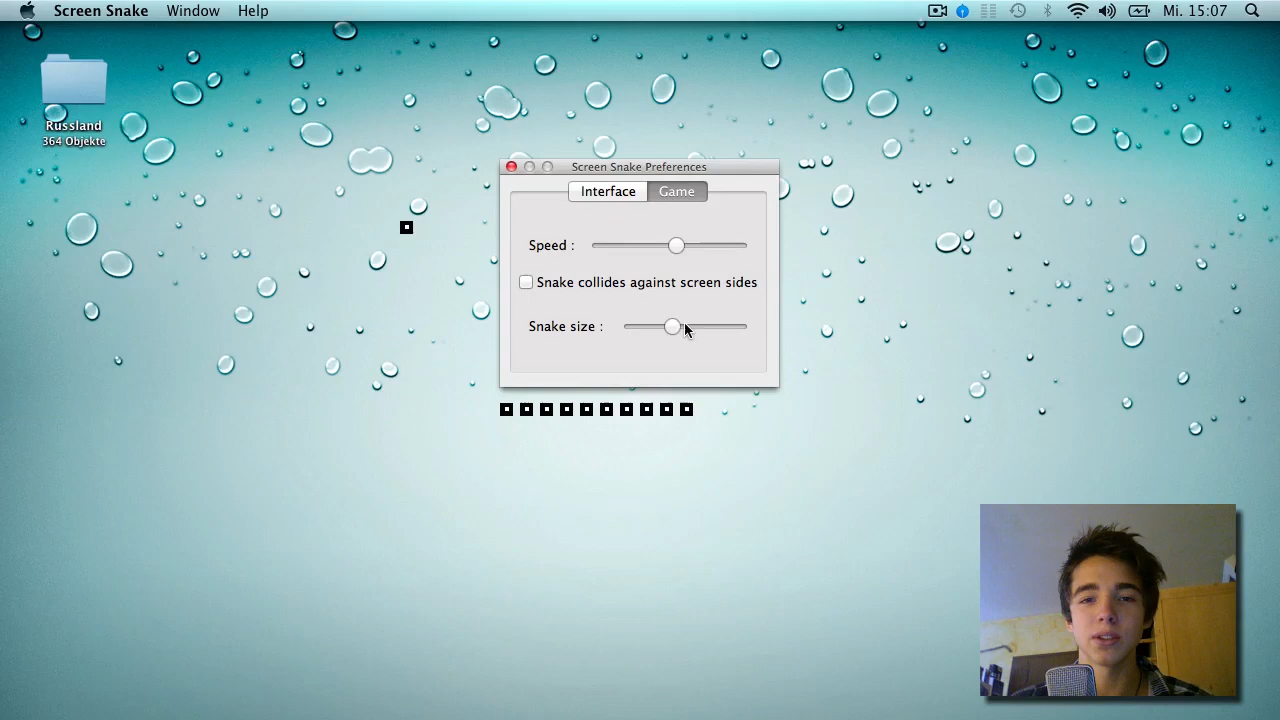 Screen Snake Window Help Mi. 15:07
Russland
364 Objekte
Screen Snake Preferences
Interface Game
Speed :
Snake collides against screen sides
Snake size :